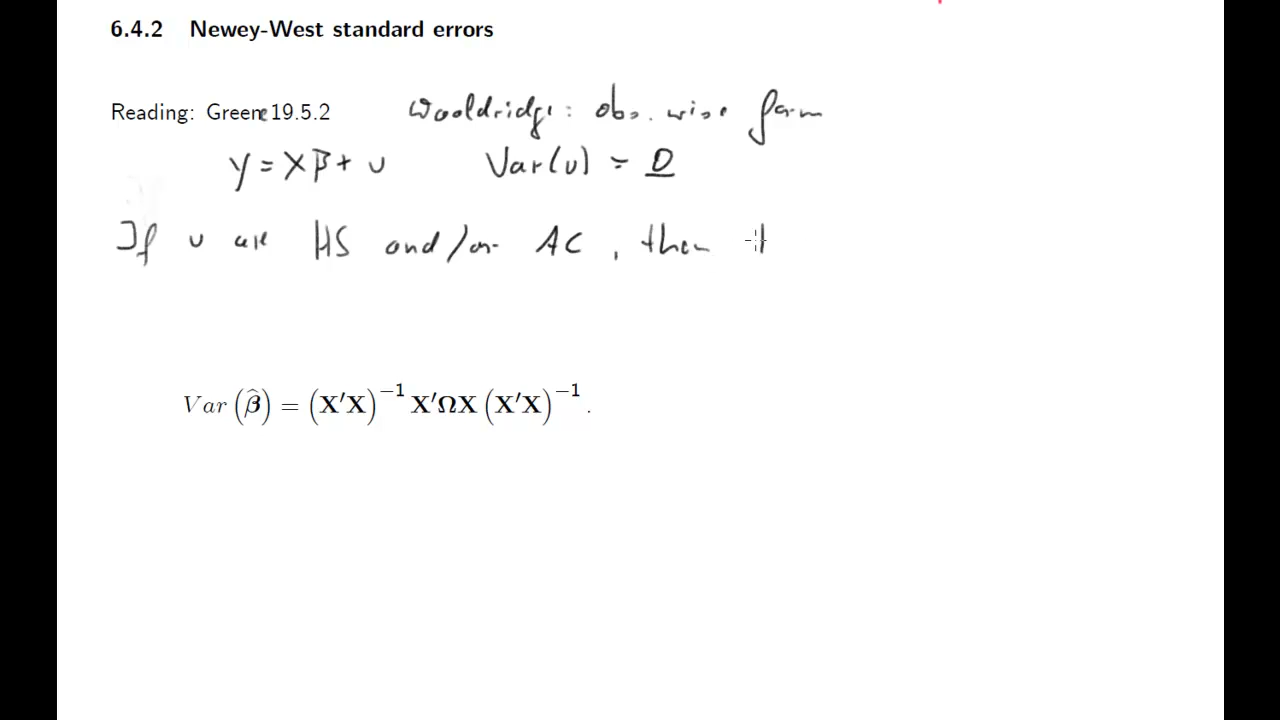 6.4.2 Newey-West standard errors
Reading: Greene 19.5.2 Wooldridge: obs. wise form
y = Xβ + u Var(u) = Ω
If u are HS and/or AC, then it
Var(β̂) = (X′X)⁻¹ X′ΩX (X′X)⁻¹.